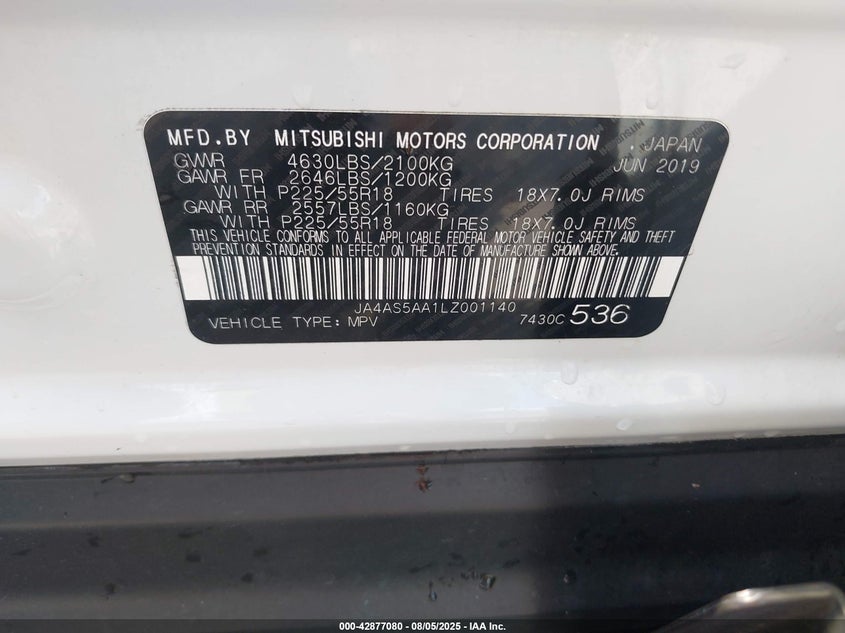 MFD.BY MITSUBISHI MOTORS CORPORATION .JAPAN
GVWR 4630LBS/2100KG JUN 2019
GAWR FR 2646LBS/1200KG
WITH P225/55R18 TIRES 18X7.0J RIMS
GAWR RR 2557LBS/1160KG
WITH P225/55R18 TIRES 18X7.0J RIMS
THIS VEHICLE CONFORMS TO ALL APPLICABLE FEDERAL MOTOR VEHICLE SAFETY AND THEFT
PREVENTION STANDARDS IN EFFECT ON THE DATE OF MANUFACTURE SHOWN ABOVE.
JA4AS5AA1LZ001140
VEHICLE TYPE: MPV 7430C 536
000-42877080 - 08/05/2025 - IAA Inc.